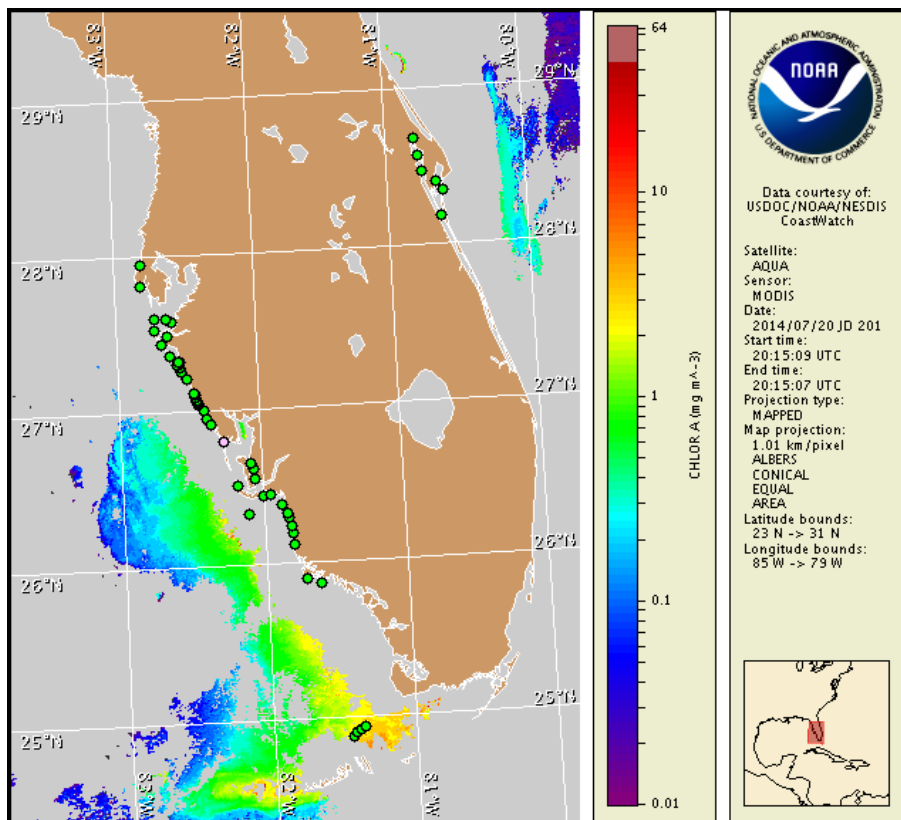 83°W
82°W
81°W
80°W
29°N
29°N
28°N
28°N
27°N
27°N
26°N
26°N
25°N
25°N
83°W
82°W
81°W
64
10
1
0.1
0.01
CHLOR A (mg m^-3)
NATIONAL OCEANIC AND ATMOSPHERIC ADMINISTRATION
NOAA
U.S. DEPARTMENT OF COMMERCE
Data courtesy of:
USDOC/NOAA/NESDIS
CoastWatch
Satellite:
AQUA
Sensor:
MODIS
Date:
2014/07/20 JD 201
Start time:
20:15:09 UTC
End time:
20:15:07 UTC
Projection type:
MAPPED
Map projection:
1.01 km/pixel
ALBERS
CONICAL
EQUAL
AREA
Latitude bounds:
23 N -> 31 N
Longitude bounds:
85 W -> 79 W